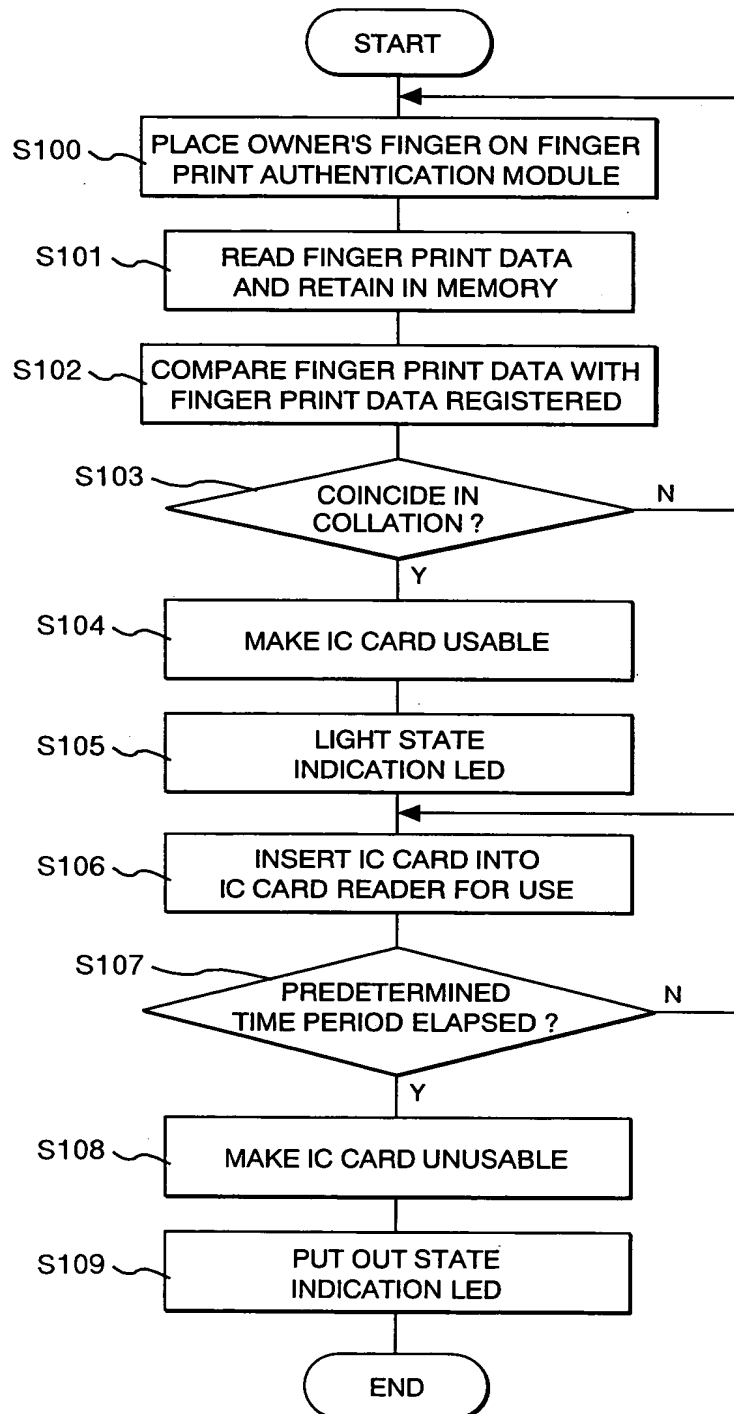 START
S100
PLACE OWNER'S FINGER ON FINGER
PRINT AUTHENTICATION MODULE
S101
READ FINGER PRINT DATA
AND RETAIN IN MEMORY
S102
COMPARE FINGER PRINT DATA WITH
FINGER PRINT DATA REGISTERED
S103
COINCIDE IN
COLLATION ?
N
Y
S104
MAKE IC CARD USABLE
S105
LIGHT STATE
INDICATION LED
S106
INSERT IC CARD INTO
IC CARD READER FOR USE
S107
PREDETERMINED
TIME PERIOD ELAPSED ?
N
Y
S108
MAKE IC CARD UNUSABLE
S109
PUT OUT STATE
INDICATION LED
END